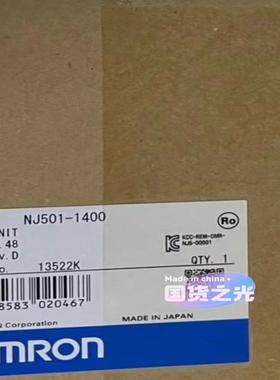 NJ501-1400
NIT
48
v. D
o. 13522K
Ro
KCC-REM-OMR-
NJ5-00001
QTY. 1
8583 020467
Corporation
MADE IN JAPAN
MRON
Made in china
国货之光